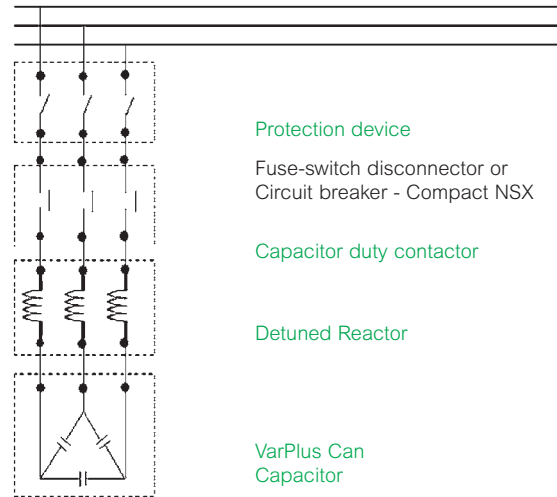 Protection device
Fuse-switch disconnector or
Circuit breaker - Compact NSX
Capacitor duty contactor
Detuned Reactor
VarPlus Can
Capacitor